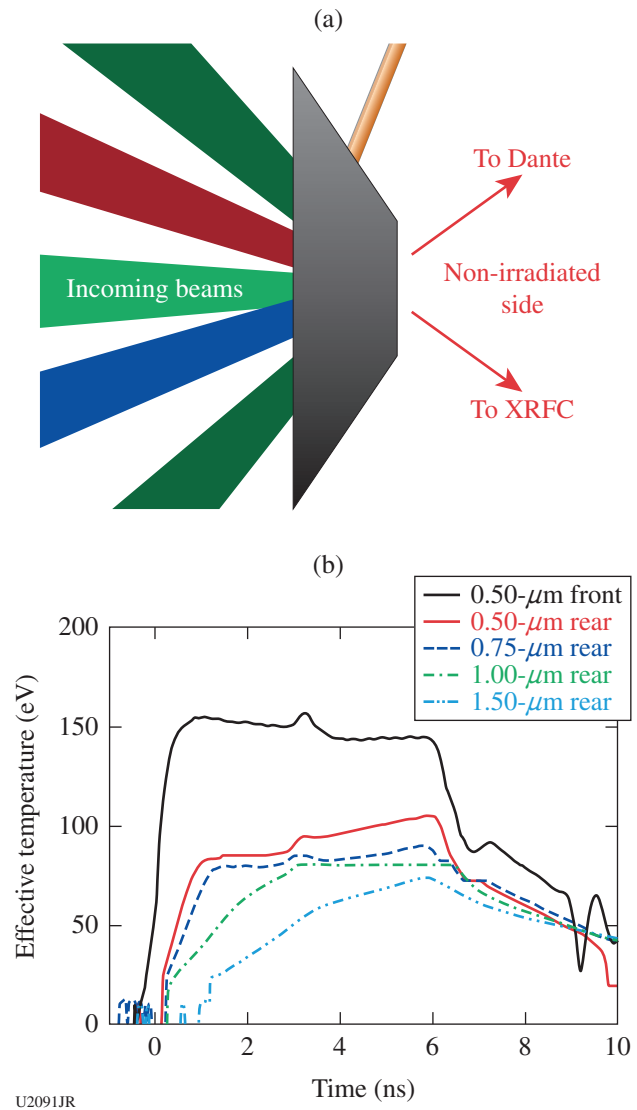 (a)
Incoming beams
To Dante
Non-irradiated
side
To XRFC
(b)
0.50-μm front
0.50-μm rear
0.75-μm rear
1.00-μm rear
1.50-μm rear
200
150
100
50
0
Effective temperature (eV)
0 2 4 6 8 10
Time (ns)
U2091JR